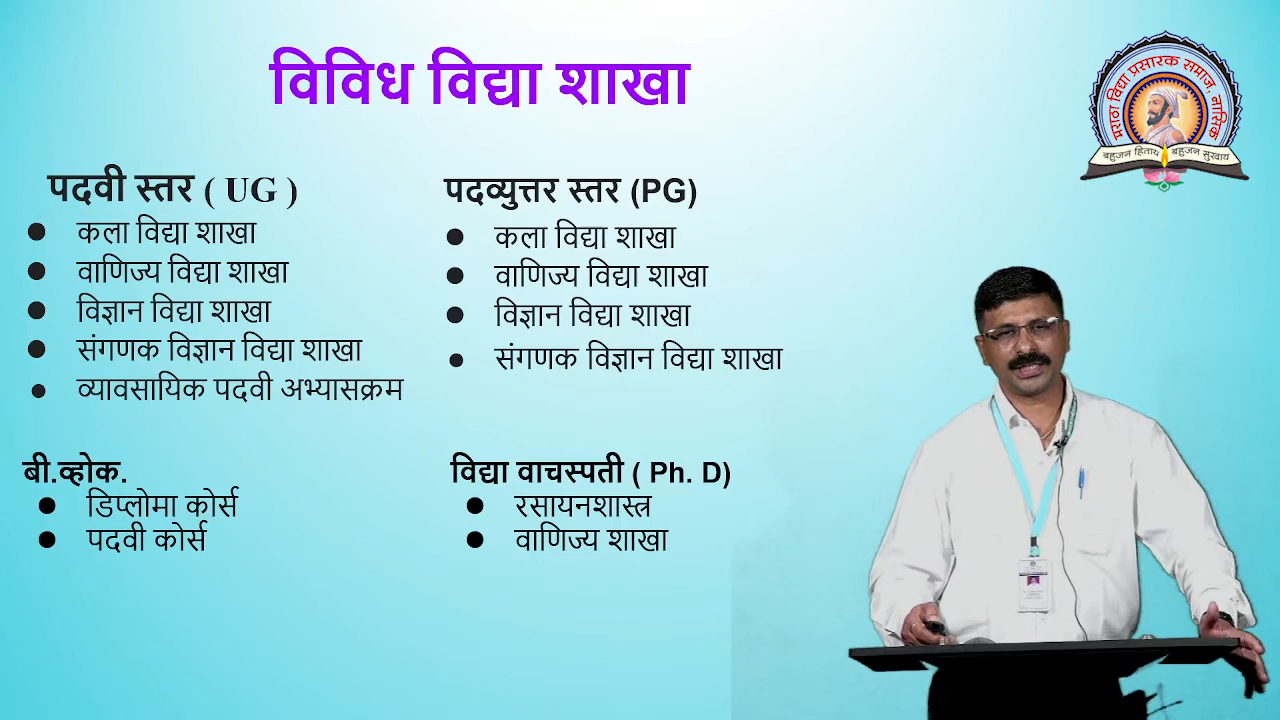 विविध विद्या शाखा
मराठा विद्या प्रसारक समाज, नासिक
बहुजन हिताय बहुजन सुखाय
पदवी स्तर ( UG )
कला विद्या शाखा
वाणिज्य विद्या शाखा
विज्ञान विद्या शाखा
संगणक विज्ञान विद्या शाखा
व्यावसायिक पदवी अभ्यासक्रम
पदव्युत्तर स्तर (PG)
कला विद्या शाखा
वाणिज्य विद्या शाखा
विज्ञान विद्या शाखा
संगणक विज्ञान विद्या शाखा
बी.व्होक.
डिप्लोमा कोर्स
पदवी कोर्स
विद्या वाचस्पती ( Ph. D)
रसायनशास्त्र
वाणिज्य शाखा